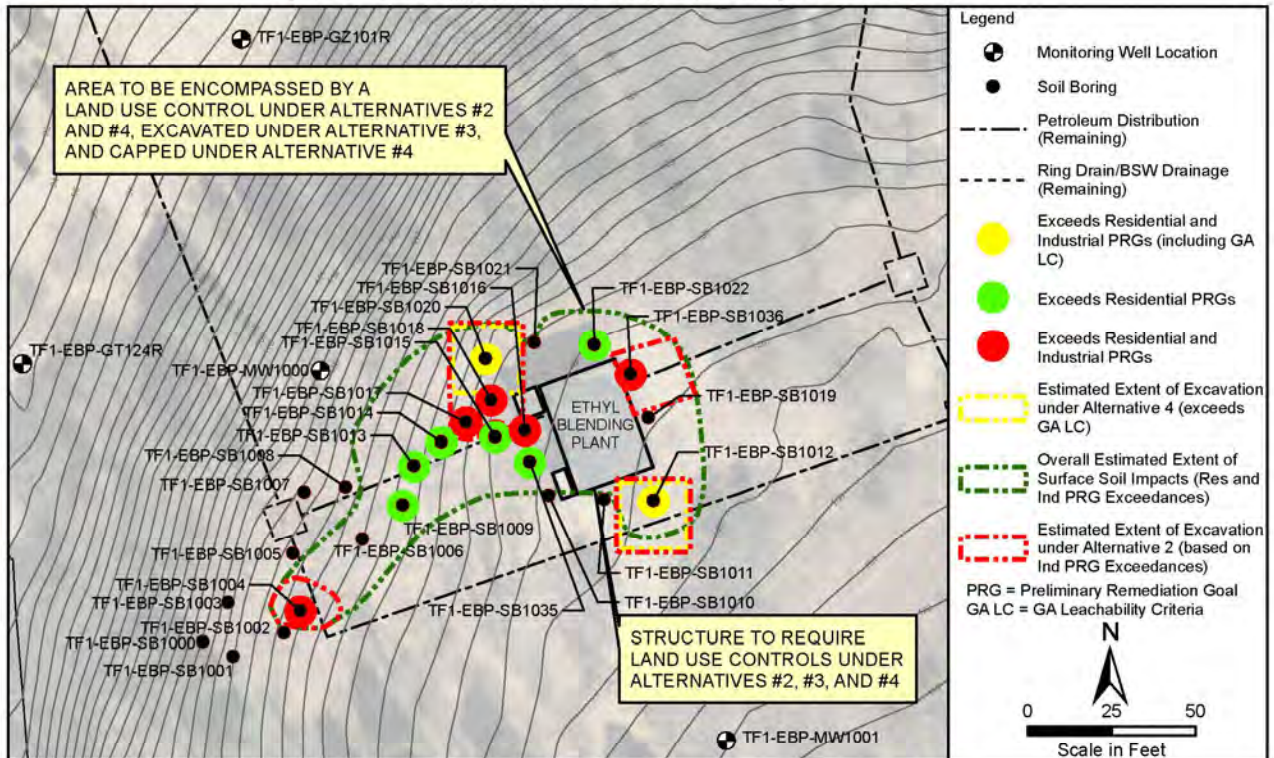 TF1-EBP-GZ101R
AREA TO BE ENCOMPASSED BY A
LAND USE CONTROL UNDER ALTERNATIVES #2
AND #4, EXCAVATED UNDER ALTERNATIVE #3,
AND CAPPED UNDER ALTERNATIVE #4
TF1-EBP-SB1021
TF1-EBP-SB1016
TF1-EBP-SB1020
TF1-EBP-SB1018
TF1-EBP-SB1015
TF1-EBP-SB1022
TF1-EBP-SB1036
TF1-EBP-GT124R
TF1-EBP-MW1000
TF1-EBP-SB1017
TF1-EBP-SB1014
TF1-EBP-SB1013
TF1-EBP-SB1008
TF1-EBP-SB1007
ETHYL
BLENDING
PLANT
TF1-EBP-SB1019
TF1-EBP-SB1012
TF1-EBP-SB1009
TF1-EBP-SB1006
TF1-EBP-SB1005
TF1-EBP-SB1004
TF1-EBP-SB1003
TF1-EBP-SB1002
TF1-EBP-SB1000
TF1-EBP-SB1001
TF1-EBP-SB1011
TF1-EBP-SB1010
TF1-EBP-SB1035
STRUCTURE TO REQUIRE
LAND USE CONTROLS UNDER
ALTERNATIVES #2, #3, AND #4
TF1-EBP-MW1001
Legend
Monitoring Well Location
Soil Boring
Petroleum Distribution
(Remaining)
Ring Drain/BSW Drainage
(Remaining)
Exceeds Residential and
Industrial PRGs (including GA
LC)
Exceeds Residential PRGs
Exceeds Residential and
Industrial PRGs
Estimated Extent of Excavation
under Alternative 4 (exceeds
GA LC)
Overall Estimated Extent of
Surface Soil Impacts (Res and
Ind PRG Exceedances)
Estimated Extent of Excavation
under Alternative 2 (based on
Ind PRG Exceedances)
PRG = Preliminary Remediation Goal
GA LC = GA Leachability Criteria
N
0 25 50
Scale in Feet